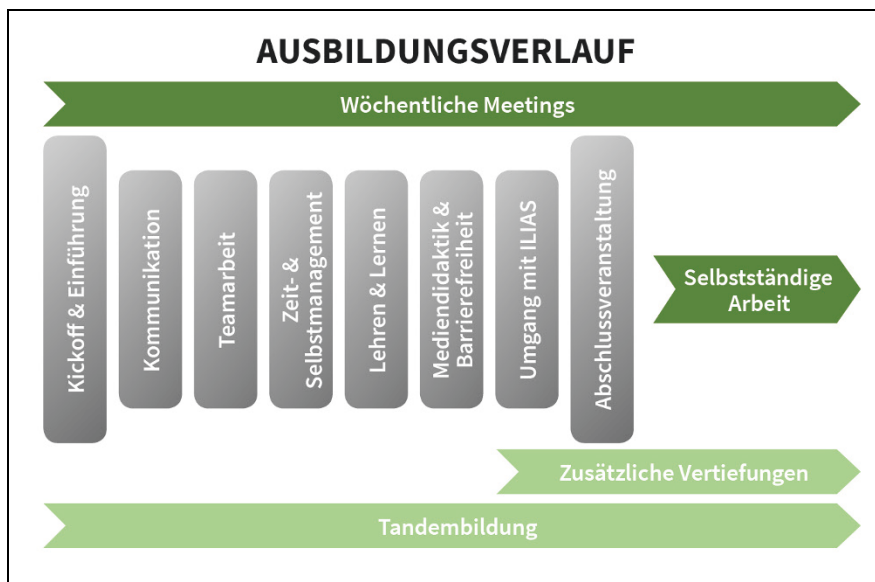 AUSBILDUNGSVERLAUF
Wöchentliche Meetings
Kickoff & Einführung
Kommunikation
Teamarbeit
Zeit- &
Selbstmanagement
Lehren & Lernen
Mediendidaktik &
Barrierefreiheit
Umgang mit ILIAS
Abschlussveranstaltung
Selbstständige
Arbeit
Zusätzliche Vertiefungen
Tandembildung